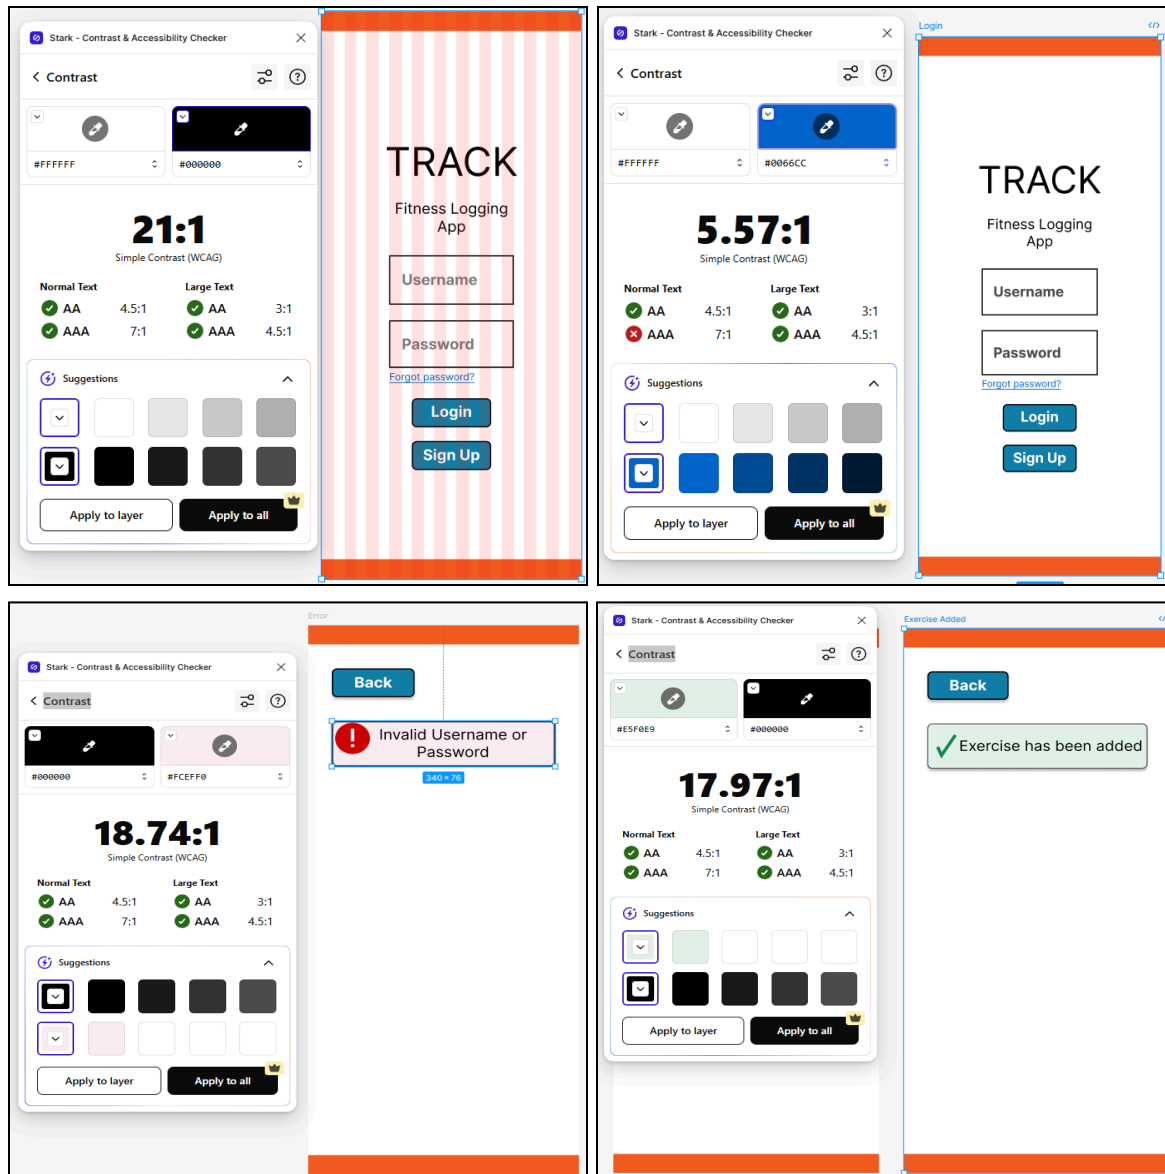 Stark - Contrast & Accessibility Checker
Contrast
#FFFFFF
#000000
21:1
Simple Contrast (WCAG)
Normal Text
Large Text
AA 4.5:1
AA 3:1
AAA 7:1
AAA 4.5:1
Suggestions
Apply to layer
Apply to all
TRACK
Fitness Logging
App
Username
Password
Forgot password?
Login
Sign Up
Stark - Contrast & Accessibility Checker
Contrast
#FFFFFF
#0066CC
5.57:1
Simple Contrast (WCAG)
Normal Text
Large Text
AA 4.5:1
AA 3:1
AAA 7:1
AAA 4.5:1
Suggestions
Apply to layer
Apply to all
Login
TRACK
Fitness Logging
App
Username
Password
Forgot password?
Login
Sign Up
Stark - Contrast & Accessibility Checker
Contrast
#000000
#FCEFF0
18.74:1
Simple Contrast (WCAG)
Normal Text
Large Text
AA 4.5:1
AA 3:1
AAA 7:1
AAA 4.5:1
Suggestions
Apply to layer
Apply to all
Error
Back
Invalid Username or
Password
340 × 76
Stark - Contrast & Accessibility Checker
Contrast
#E5F0E9
#000000
17.97:1
Simple Contrast (WCAG)
Normal Text
Large Text
AA 4.5:1
AA 3:1
AAA 7:1
AAA 4.5:1
Suggestions
Apply to layer
Apply to all
Exercise Added
Back
Exercise has been added